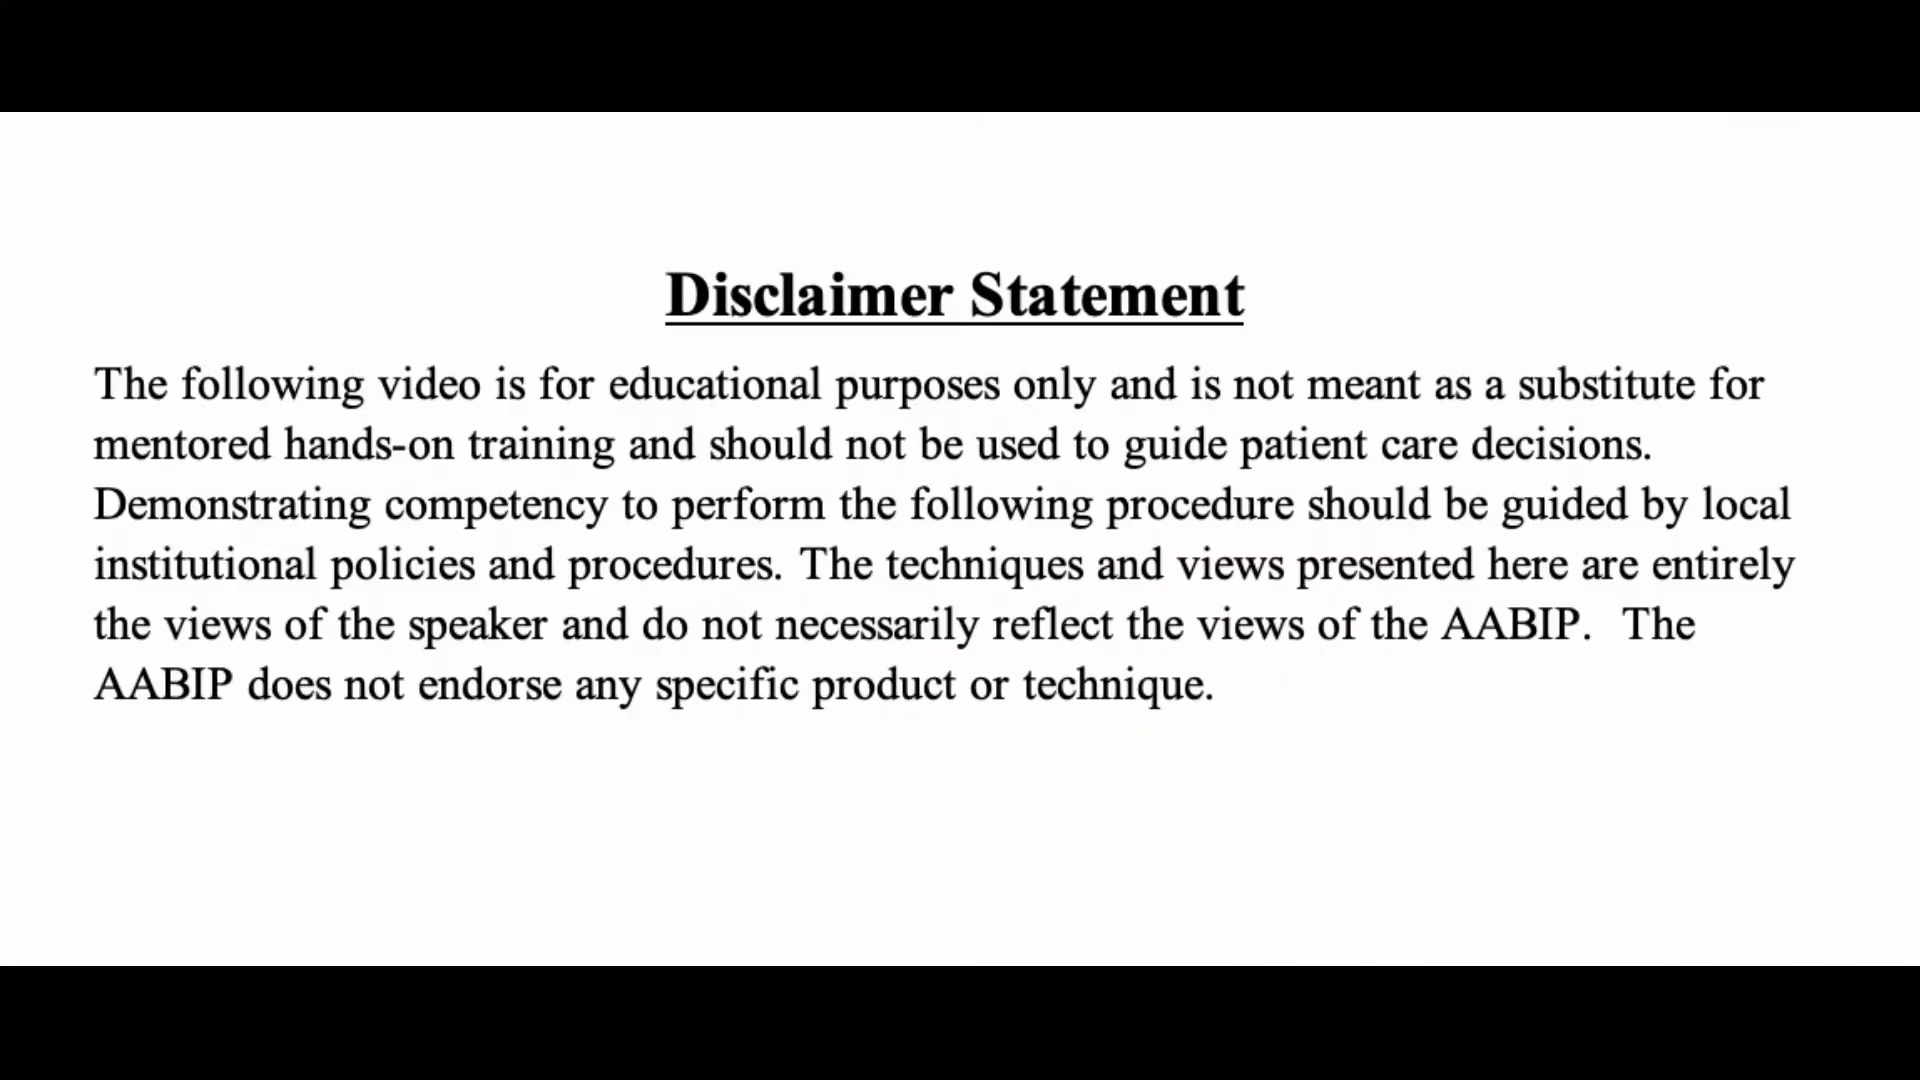 Disclaimer Statement
The following video is for educational purposes only and is not meant as a substitute for
mentored hands-on training and should not be used to guide patient care decisions.
Demonstrating competency to perform the following procedure should be guided by local
institutional policies and procedures. The techniques and views presented here are entirely
the views of the speaker and do not necessarily reflect the views of the AABIP.  The
AABIP does not endorse any specific product or technique.